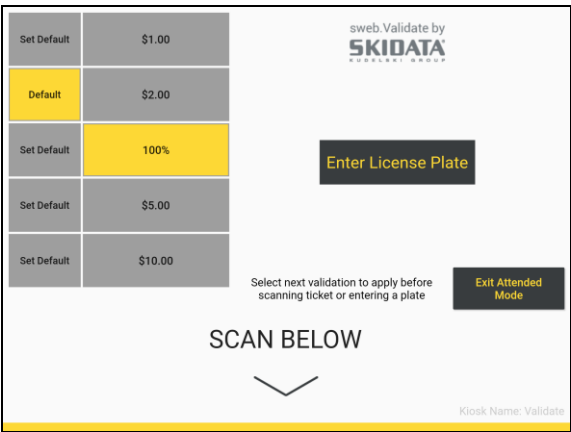 Set Default $1.00
Default $2.00
Set Default 100%
Set Default $5.00
Set Default $10.00
sweb.Validate by
SKIDATA
KUDELSKI GROUP
Enter License Plate
Select next validation to apply before
scanning ticket or entering a plate
Exit Attended
Mode
SCAN BELOW
Kiosk Name: Validate